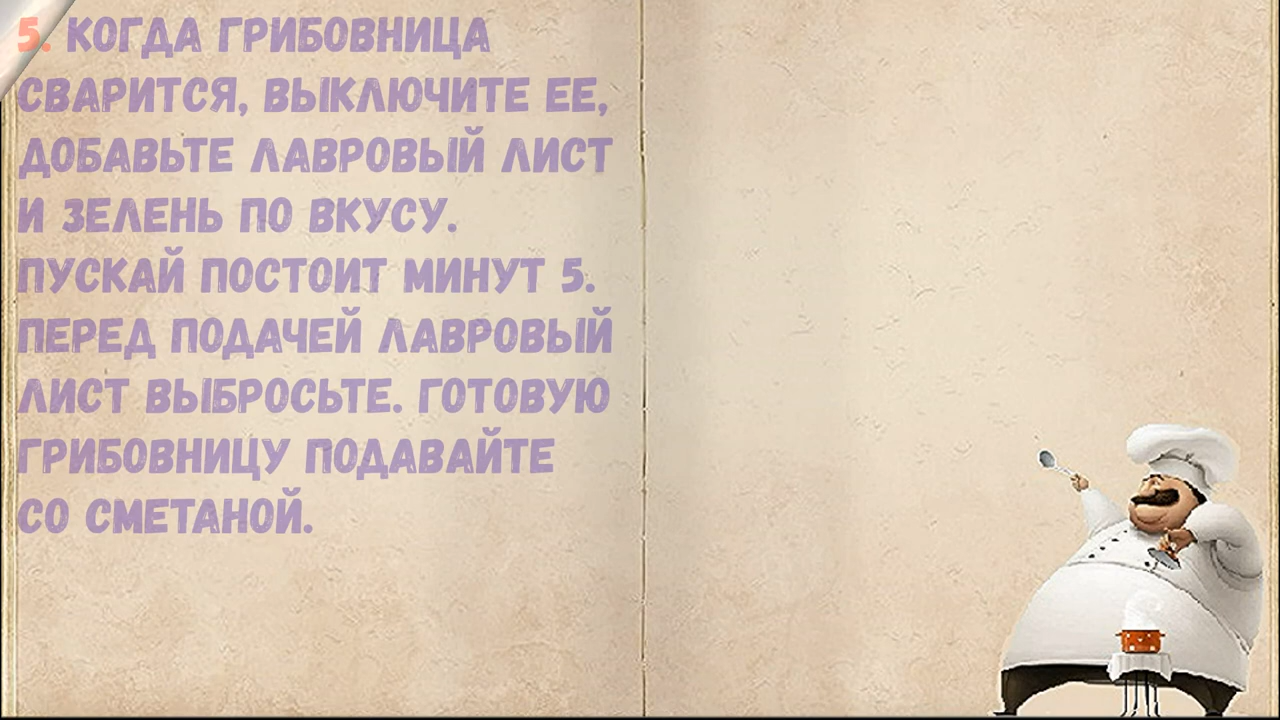 5. КОГДА ГРИБОВНИЦА
СВАРИТСЯ, ВЫКЛЮЧИТЕ ЕЕ,
ДОБАВЬТЕ ЛАВРОВЫЙ ЛИСТ
И ЗЕЛЕНЬ ПО ВКУСУ.
ПУСКАЙ ПОСТОИТ МИНУТ 5.
ПЕРЕД ПОДАЧЕЙ ЛАВРОВЫЙ
ЛИСТ ВЫБРОСЬТЕ. ГОТОВУЮ
ГРИБОВНИЦУ ПОДАВАЙТЕ
СО СМЕТАНОЙ.